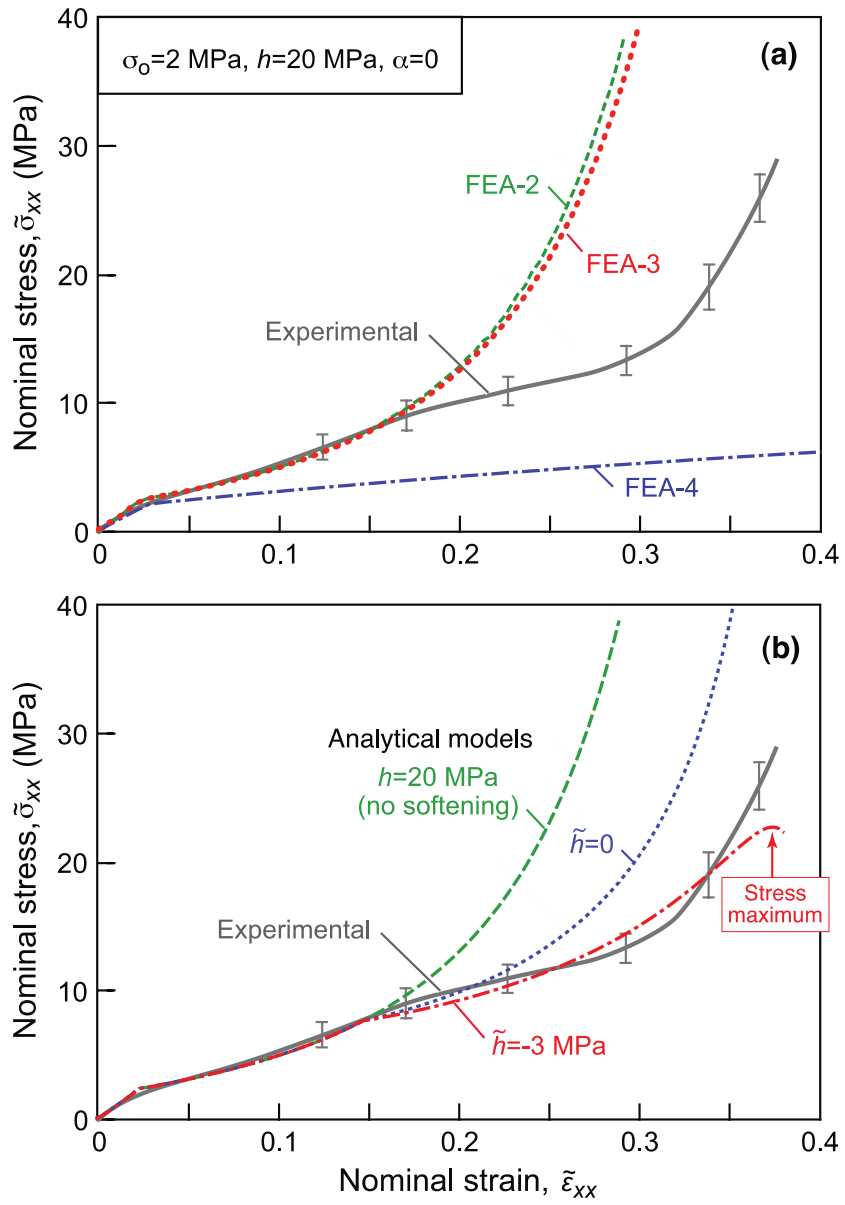 40
σo=2 MPa, h=20 MPa, α=0
(a)
30
FEA-2
FEA-3
20
Experimental
10
FEA-4
0
0
0.1
0.2
0.3
0.4
Nominal stress, σ̃xx (MPa)
40
(b)
30
Analytical models
h=20 MPa
(no softening)
h̃=0
20
Stress
maximum
Experimental
10
h̃=-3 MPa
0
0
0.1
0.2
0.3
0.4
Nominal stress, σ̃xx (MPa)
Nominal strain, ε̃xx